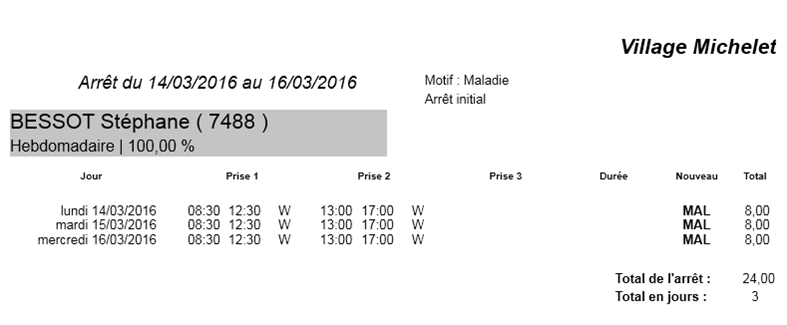 Village Michelet
Arrêt du 14/03/2016 au 16/03/2016
Motif : Maladie
Arrêt initial
BESSOT Stéphane ( 7488 )
Hebdomadaire | 100,00 %
Jour Prise 1 Prise 2 Prise 3 Durée Nouveau Total
lundi 14/03/2016 08:30 12:30 W 13:00 17:00 W MAL 8,00
mardi 15/03/2016 08:30 12:30 W 13:00 17:00 W MAL 8,00
mercredi 16/03/2016 08:30 12:30 W 13:00 17:00 W MAL 8,00
Total de l'arrêt : 24,00
Total en jours : 3